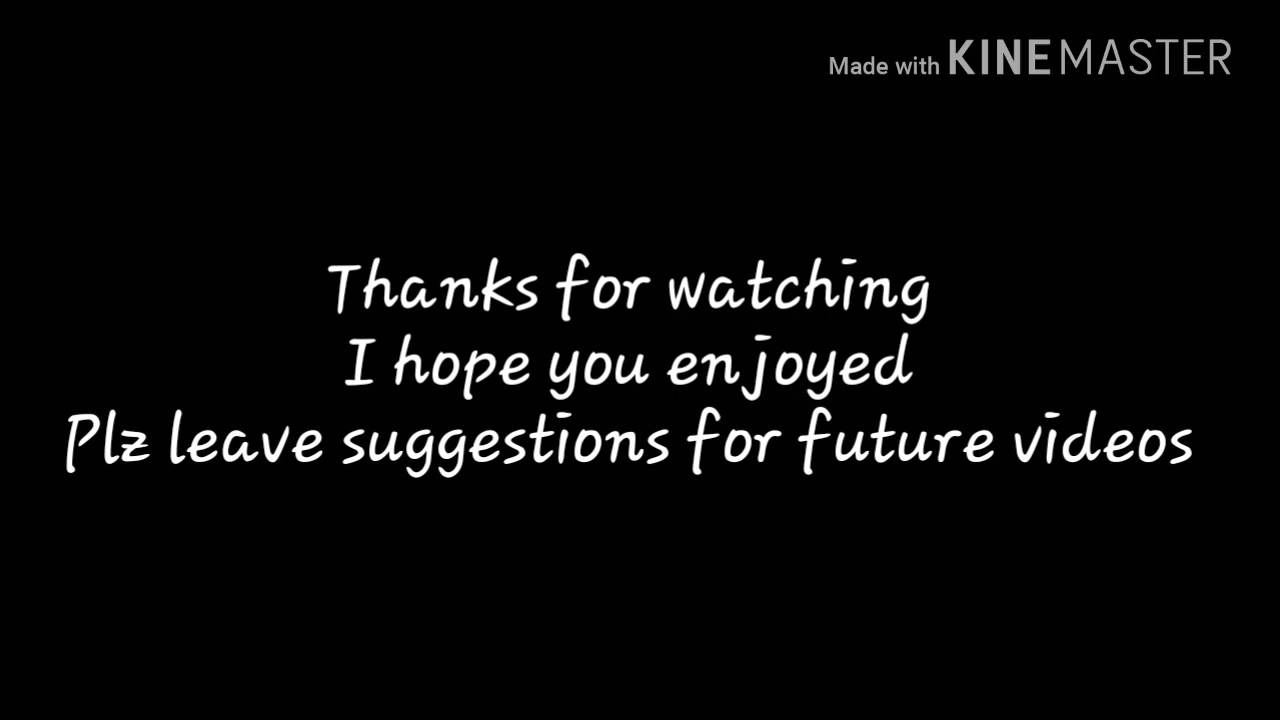 Made with KINEMASTER
Thanks for watching
I hope you enjoyed
Plz leave suggestions for future videos